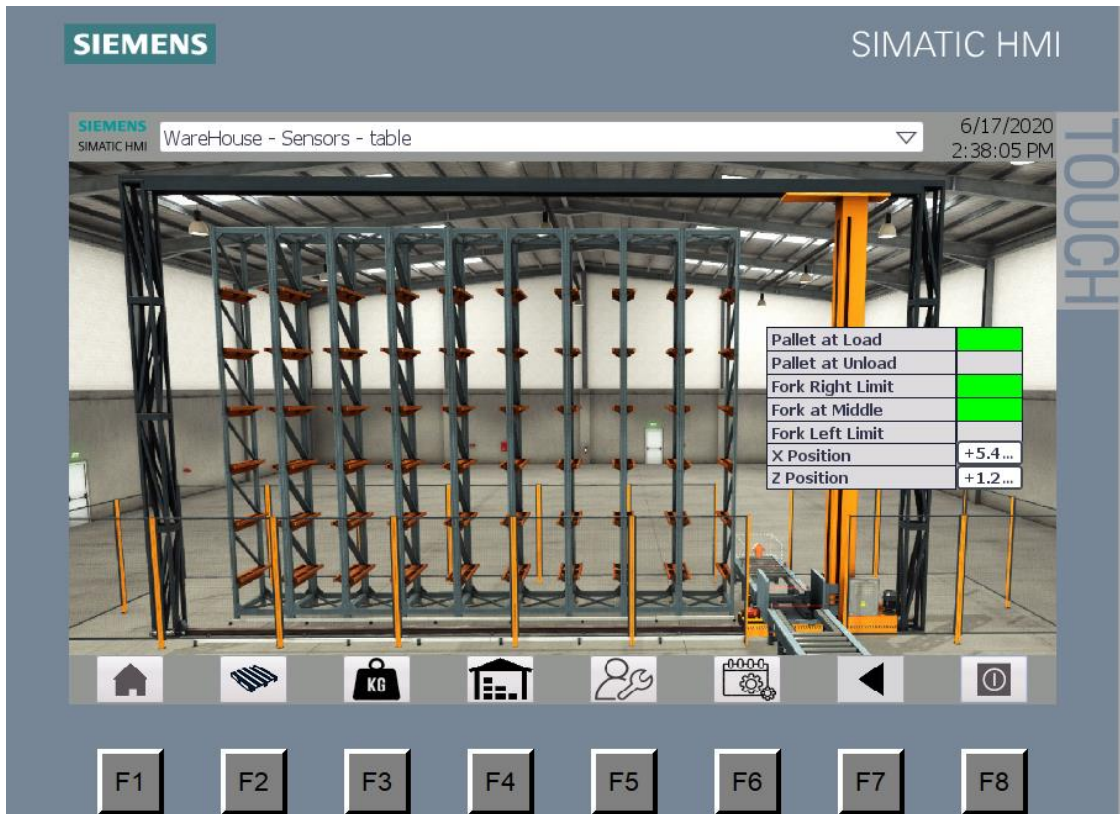 SIEMENS
SIMATIC HMI
SIEMENS
SIMATIC HMI
WareHouse - Sensors - table
6/17/2020
2:38:05 PM
TOUCH
Pallet at Load
Pallet at Unload
Fork Right Limit
Fork at Middle
Fork Left Limit
X Position +5.4...
Z Position +1.2...
KG
F1 F2 F3 F4 F5 F6 F7 F8